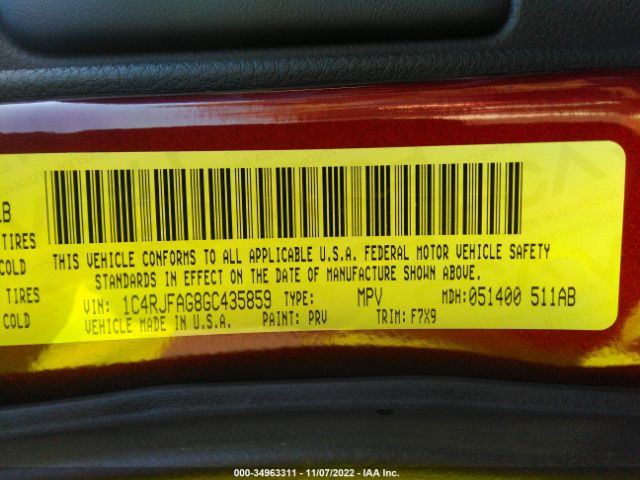 LB
TIRES
COLD
TIRES
COLD
THIS VEHICLE CONFORMS TO ALL APPLICABLE U.S.A. FEDERAL MOTOR VEHICLE SAFETY
STANDARDS IN EFFECT ON THE DATE OF MANUFACTURE SHOWN ABOVE.
VIN: 1C4RJFAG8GC435859 TYPE: MPV MDH:051400 511AB
VEHICLE MADE IN U.S.A. PAINT: PRV TRIM: F7X9
000-34963311 - 11/07/2022 - IAA Inc.